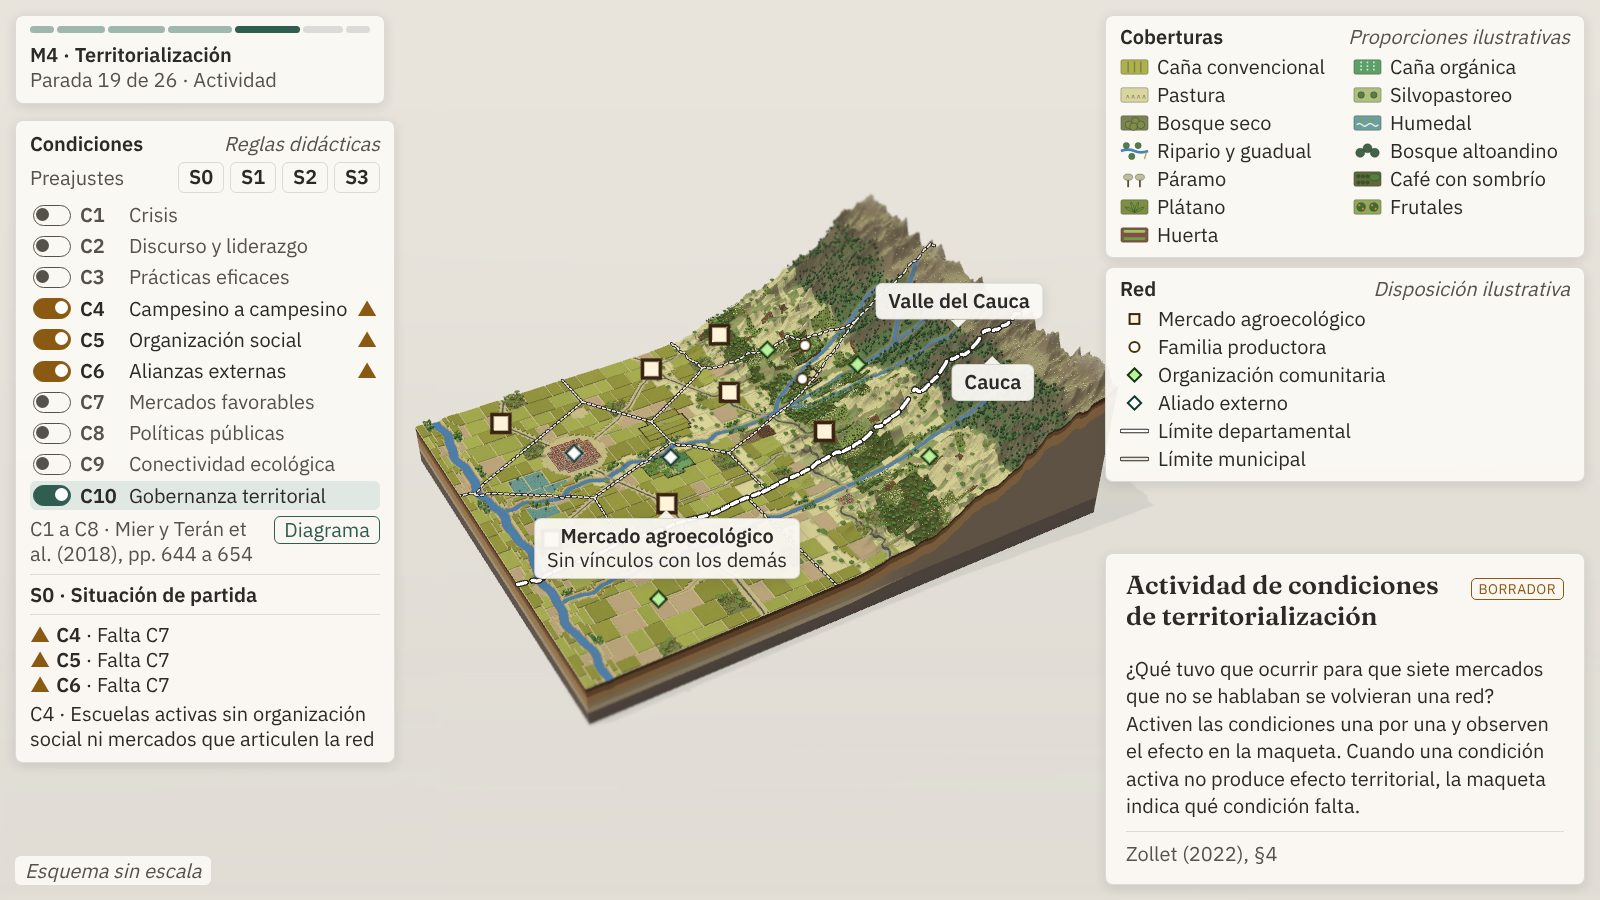 M4 · Territorialización
Parada 19 de 26 · Actividad
Condiciones
Reglas didácticas
Preajustes
S0
S1
S2
S3
C1 Crisis
C2 Discurso y liderazgo
C3 Prácticas eficaces
C4 Campesino a campesino
C5 Organización social
C6 Alianzas externas
C7 Mercados favorables
C8 Políticas públicas
C9 Conectividad ecológica
C10 Gobernanza territorial
C1 a C8 · Mier y Terán et
al. (2018), pp. 644 a 654
Diagrama
S0 · Situación de partida
C4 · Falta C7
C5 · Falta C7
C6 · Falta C7
C4 · Escuelas activas sin organización
social ni mercados que articulen la red
Esquema sin escala
Valle del Cauca
Cauca
Mercado agroecológico
Sin vínculos con los demás
Coberturas
Proporciones ilustrativas
Caña convencional
Caña orgánica
Pastura
Silvopastoreo
Bosque seco
Humedal
Ripario y guadual
Bosque altoandino
Páramo
Café con sombrío
Plátano
Frutales
Huerta
Red
Disposición ilustrativa
Mercado agroecológico
Familia productora
Organización comunitaria
Aliado externo
Límite departamental
Límite municipal
Actividad de condiciones
de territorialización
BORRADOR
¿Qué tuvo que ocurrir para que siete mercados
que no se hablaban se volvieran una red?
Activen las condiciones una por una y observen
el efecto en la maqueta. Cuando una condición
activa no produce efecto territorial, la maqueta
indica qué condición falta.
Zollet (2022), §4